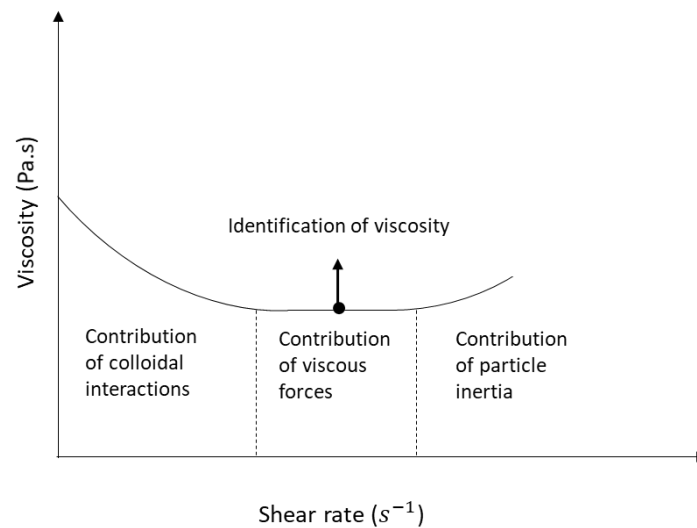 Viscosity (Pa.s)
Identification of viscosity
Contribution
of colloidal
interactions
Contribution
of viscous
forces
Contribution
of particle
inertia
Shear rate (s⁻¹)